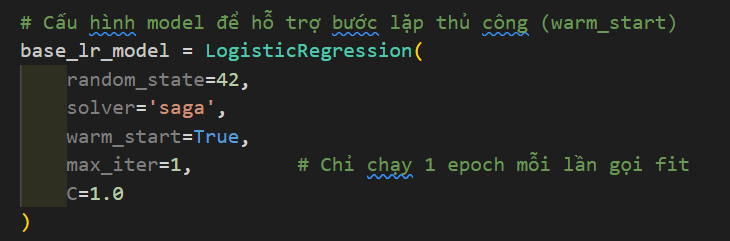 # Cấu hình model để hỗ trợ bước lặp thủ công (warm_start)
base_lr_model = LogisticRegression(
    random_state=42,
    solver='saga',
    warm_start=True,
    max_iter=1,         # Chỉ chạy 1 epoch mỗi lần gọi fit
    C=1.0
)